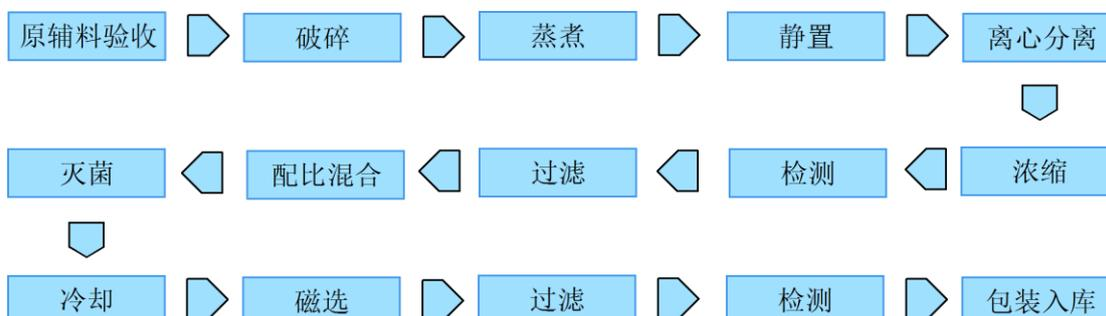 原辅料验收
破碎
蒸煮
静置
离心分离
浓缩
检测
过滤
配比混合
灭菌
冷却
磁选
过滤
检测
包装入库